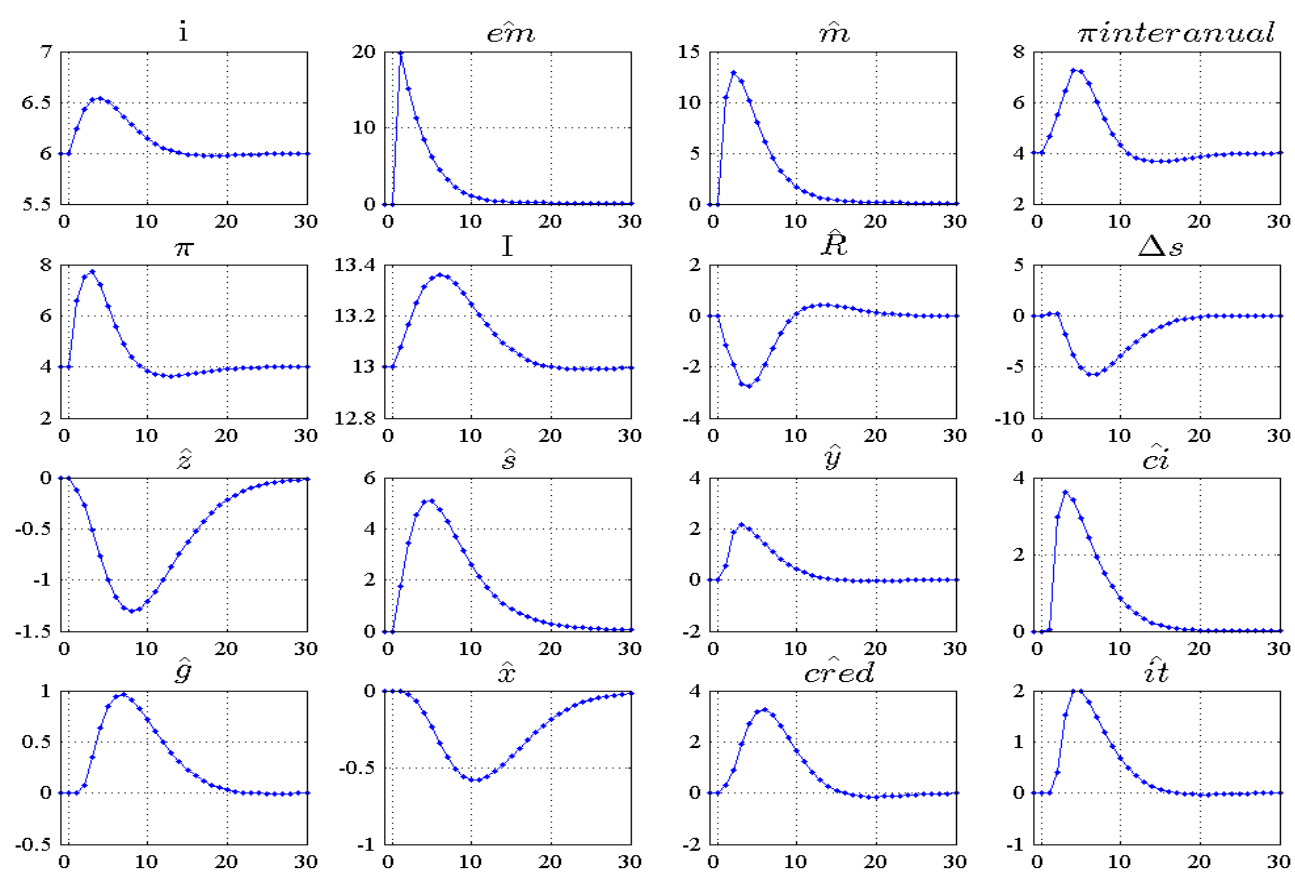 i êm m̂ πinteranual
7 20 15 8
6.5 10 6
6 10 5 4
5.5 0 0 2
0 10 20 30 0 10 20 30 0 10 20 30 0 10 20 30
π I R̂ Δs
8 13.4 2 5
6 13.2 0 0
4 13 -2 -5
2 12.8 -4 -10
0 10 20 30 0 10 20 30 0 10 20 30 0 10 20 30
ẑ ŝ ŷ ĉi
0 6 4 4
-0.5 4 2
-1 2 0 2
-1.5 0 -2 0
0 10 20 30 0 10 20 30 0 10 20 30 0 10 20 30
ĝ x̂ cr̂ed ît
1 0 4 2
0.5 2 1
0 -0.5 0 0
-0.5 -1 -2 -1
0 10 20 30 0 10 20 30 0 10 20 30 0 10 20 30